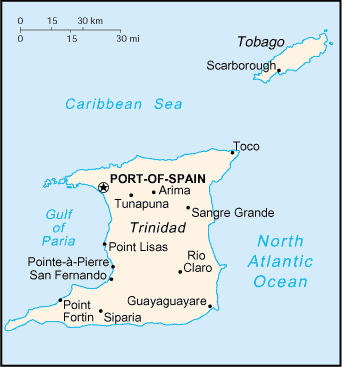 0 15 30 km
0 15 30 mi
Tobago
Scarborough
Caribbean Sea
Toco
PORT-OF-SPAIN
Arima
Tunapuna
Sangre Grande
Gulf
of
Paria
Trinidad
North
Atlantic
Ocean
Point Lisas
Rio
Claro
Pointe-à-Pierre
San Fernando
Point
Fortin
Guayaguayare
Siparia